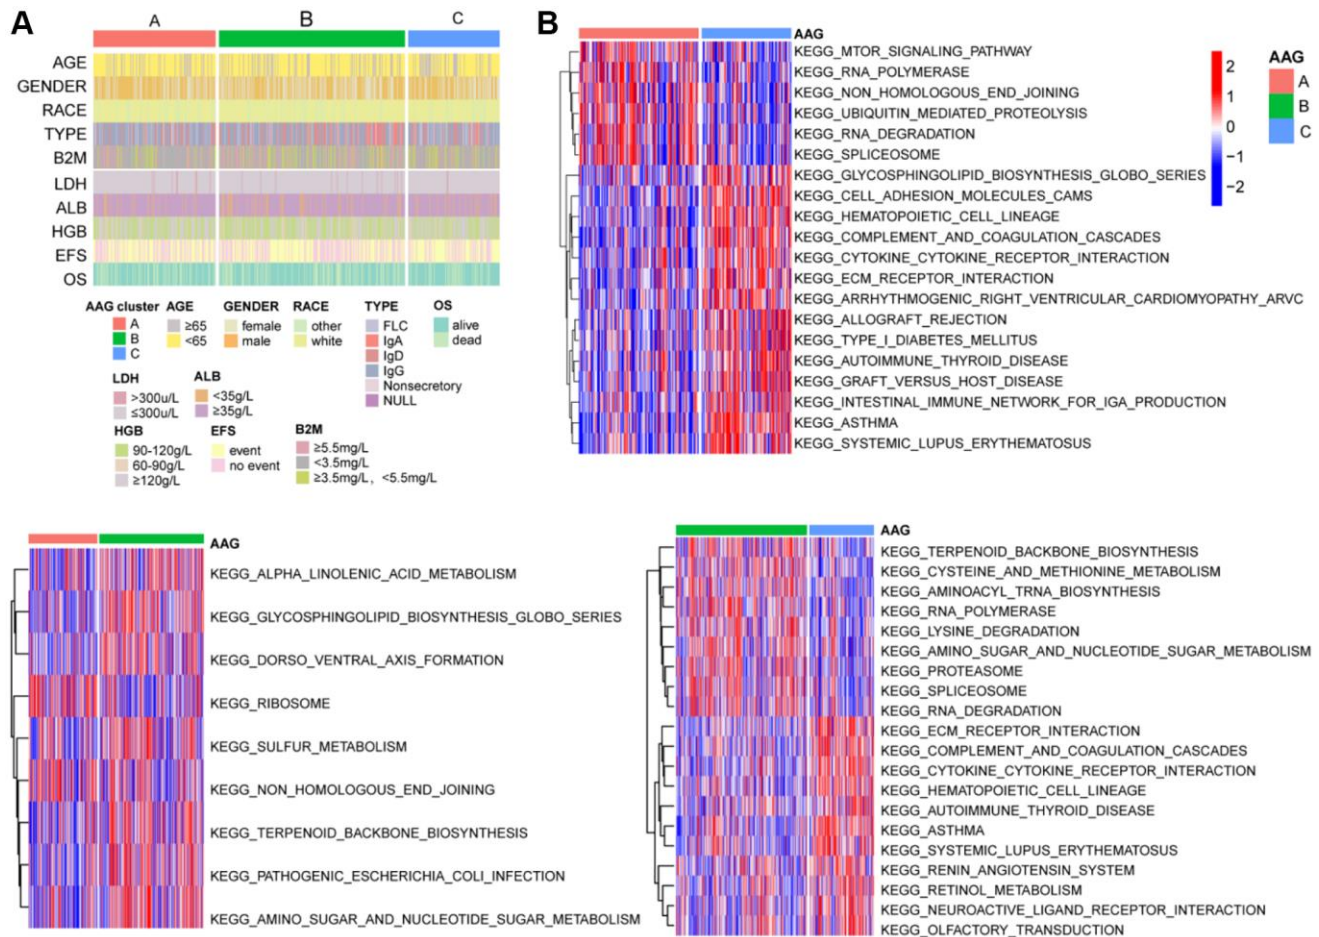 A
B
A
B
C
AGE
GENDER
RACE
TYPE
B2M
LDH
ALB
HGB
EFS
OS
AAG cluster
A
B
C
AGE
≥65
<65
GENDER
female
male
RACE
other
white
TYPE
FLC
IgA
IgD
IgG
Nonsecretory
NULL
OS
alive
dead
LDH
>300u/L
≤300u/L
ALB
<35g/L
≥35g/L
HGB
90-120g/L
60-90g/L
≥120g/L
EFS
event
no event
B2M
≥5.5mg/L
<3.5mg/L
≥3.5mg/L，<5.5mg/L
AAG
KEGG_MTOR_SIGNALING_PATHWAY
KEGG_RNA_POLYMERASE
KEGG_NON_HOMOLOGOUS_END_JOINING
KEGG_UBIQUITIN_MEDIATED_PROTEOLYSIS
KEGG_RNA_DEGRADATION
KEGG_SPLICEOSOME
KEGG_GLYCOSPHINGOLIPID_BIOSYNTHESIS_GLOBO_SERIES
KEGG_CELL_ADHESION_MOLECULES_CAMS
KEGG_HEMATOPOIETIC_CELL_LINEAGE
KEGG_COMPLEMENT_AND_COAGULATION_CASCADES
KEGG_CYTOKINE_CYTOKINE_RECEPTOR_INTERACTION
KEGG_ECM_RECEPTOR_INTERACTION
KEGG_ARRHYTHMOGENIC_RIGHT_VENTRICULAR_CARDIOMYOPATHY_ARVC
KEGG_ALLOGRAFT_REJECTION
KEGG_TYPE_I_DIABETES_MELLITUS
KEGG_AUTOIMMUNE_THYROID_DISEASE
KEGG_GRAFT_VERSUS_HOST_DISEASE
KEGG_INTESTINAL_IMMUNE_NETWORK_FOR_IGA_PRODUCTION
KEGG_ASTHMA
KEGG_SYSTEMIC_LUPUS_ERYTHEMATOSUS
2
1
0
−1
−2
AAG
A
B
C
AAG
KEGG_ALPHA_LINOLENIC_ACID_METABOLISM
KEGG_GLYCOSPHINGOLIPID_BIOSYNTHESIS_GLOBO_SERIES
KEGG_DORSO_VENTRAL_AXIS_FORMATION
KEGG_RIBOSOME
KEGG_SULFUR_METABOLISM
KEGG_NON_HOMOLOGOUS_END_JOINING
KEGG_TERPENOID_BACKBONE_BIOSYNTHESIS
KEGG_PATHOGENIC_ESCHERICHIA_COLI_INFECTION
KEGG_AMINO_SUGAR_AND_NUCLEOTIDE_SUGAR_METABOLISM
AAG
KEGG_TERPENOID_BACKBONE_BIOSYNTHESIS
KEGG_CYSTEINE_AND_METHIONINE_METABOLISM
KEGG_AMINOACYL_TRNA_BIOSYNTHESIS
KEGG_RNA_POLYMERASE
KEGG_LYSINE_DEGRADATION
KEGG_AMINO_SUGAR_AND_NUCLEOTIDE_SUGAR_METABOLISM
KEGG_PROTEASOME
KEGG_SPLICEOSOME
KEGG_RNA_DEGRADATION
KEGG_ECM_RECEPTOR_INTERACTION
KEGG_COMPLEMENT_AND_COAGULATION_CASCADES
KEGG_CYTOKINE_CYTOKINE_RECEPTOR_INTERACTION
KEGG_HEMATOPOIETIC_CELL_LINEAGE
KEGG_AUTOIMMUNE_THYROID_DISEASE
KEGG_ASTHMA
KEGG_SYSTEMIC_LUPUS_ERYTHEMATOSUS
KEGG_RENIN_ANGIOTENSIN_SYSTEM
KEGG_RETINOL_METABOLISM
KEGG_NEUROACTIVE_LIGAND_RECEPTOR_INTERACTION
KEGG_OLFACTORY_TRANSDUCTION